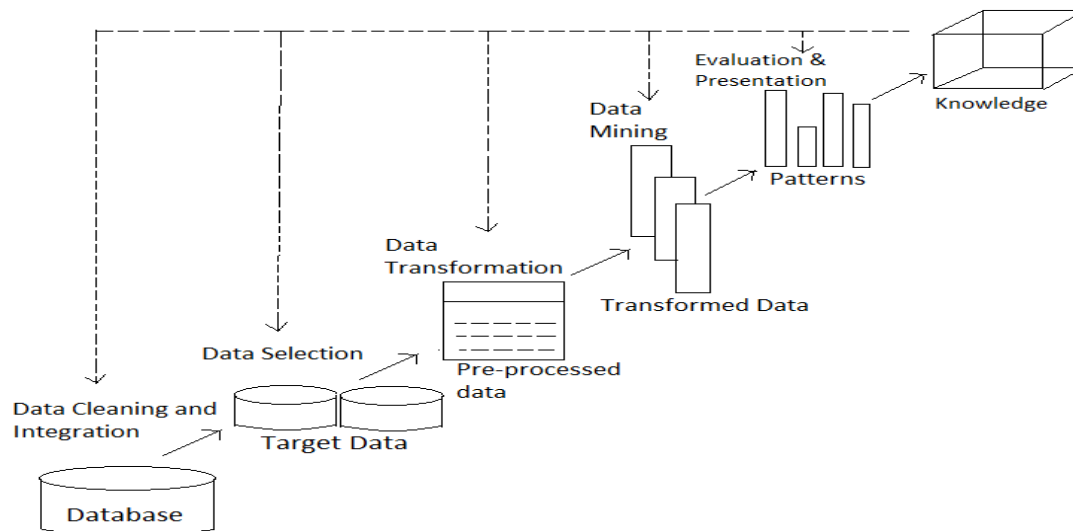 Evaluation &
Presentation
Knowledge
Data
Mining
Patterns
Data
Transformation
Transformed Data
Data Selection
Pre-processed
data
Data Cleaning and
Integration
Target Data
Database